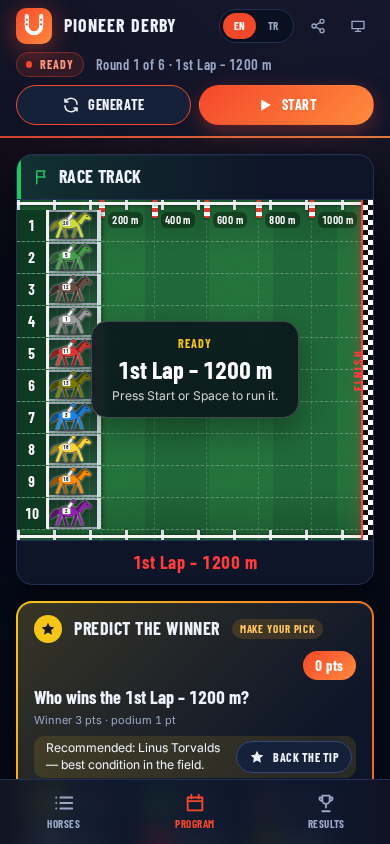 PIONEER DERBY
EN TR
READY Round 1 of 6 · 1st Lap – 1200 m
GENERATE START
RACE TRACK
200 m 400 m 600 m 800 m 1000 m
1
2
3
4
5
6
7
8
9
10
FINISH
READY
1st Lap – 1200 m
Press Start or Space to run it.
1st Lap – 1200 m
PREDICT THE WINNER MAKE YOUR PICK
0 pts
Who wins the 1st Lap – 1200 m?
Winner 3 pts · podium 1 pt
Recommended: Linus Torvalds
— best condition in the field.
BACK THE TIP
HORSES PROGRAM RESULTS